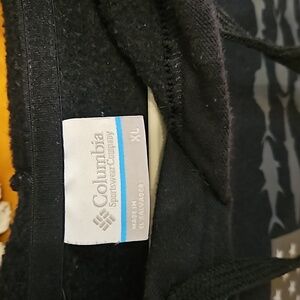 Columbia
Sportswear Company
XL
MADE IN
EL SALVADOR